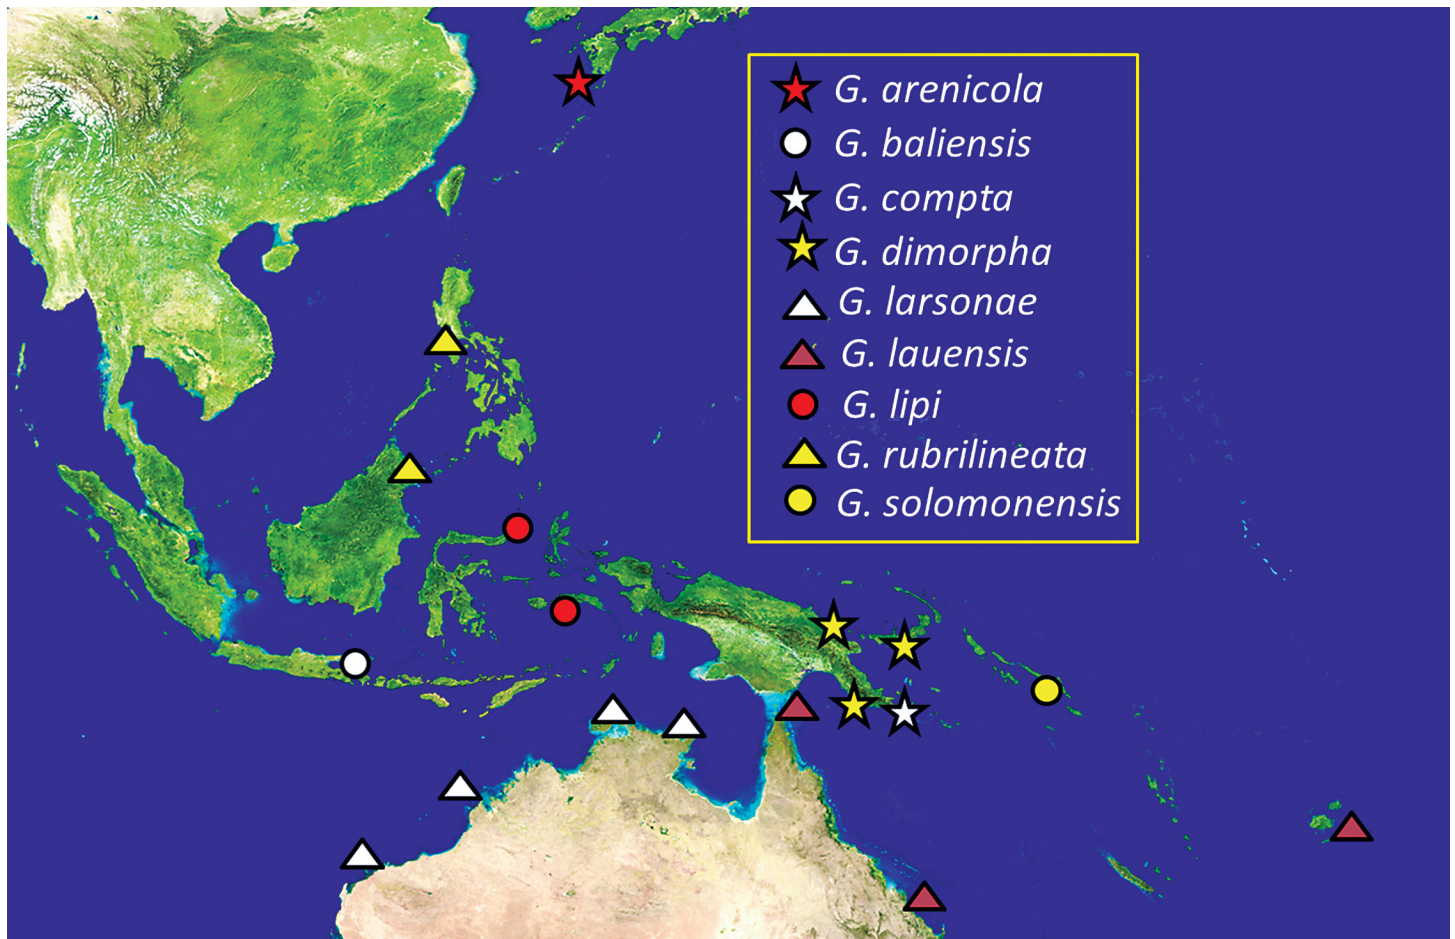 G. arenicola
G. baliensis
G. compta
G. dimorpha
G. larsonae
G. lauensis
G. lipi
G. rubrilineata
G. solomonensis